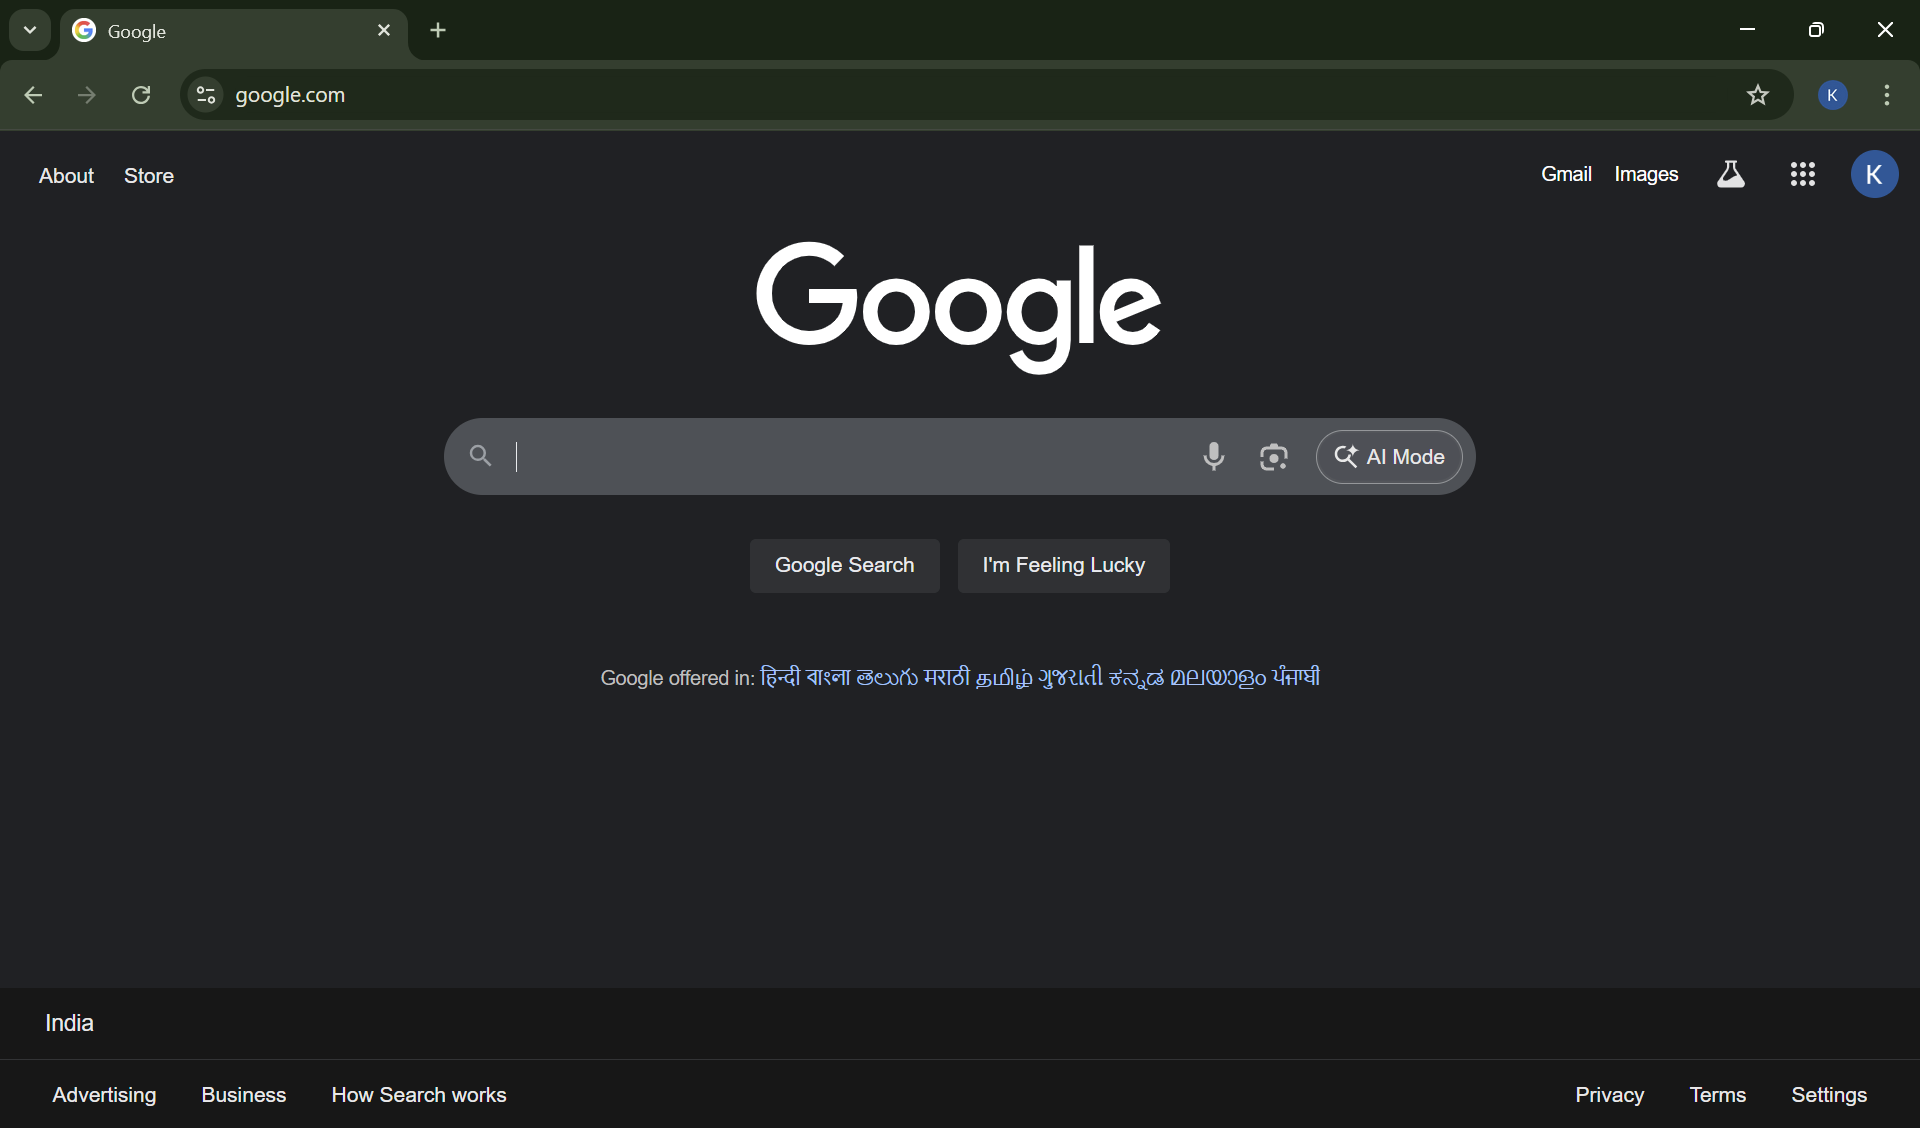 Google
google.com
K
About Store
Gmail Images
K
Google
AI Mode
Google Search I'm Feeling Lucky
Google offered in: हिन्दी বাংলা తెలుగు मराठी தமிழ் ગુજરાતી ಕನ್ನಡ മലയാളം ਪੰਜਾਬੀ
India
Advertising Business How Search works
Privacy Terms Settings